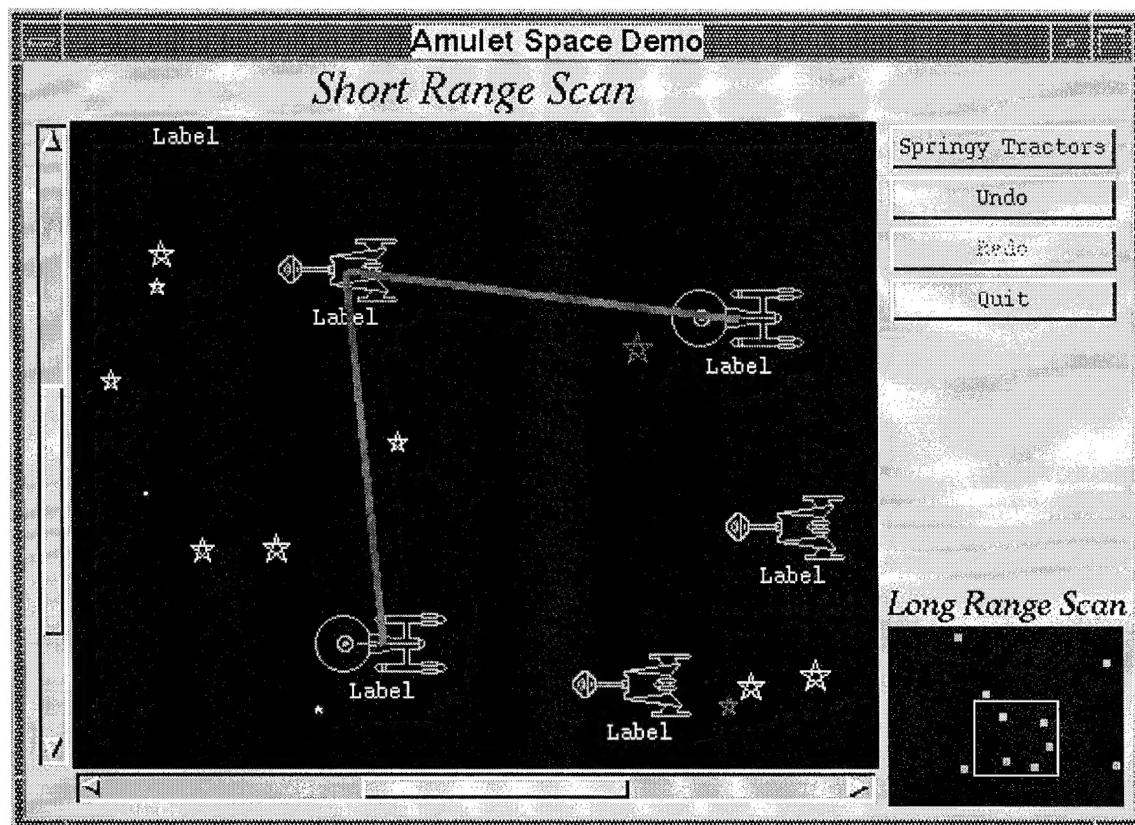 Amulet Space Demo
Short Range Scan
Label
Springy Tractors
Undo
Redo
Quit
Label
Label
Label
Long Range Scan
Label
Label